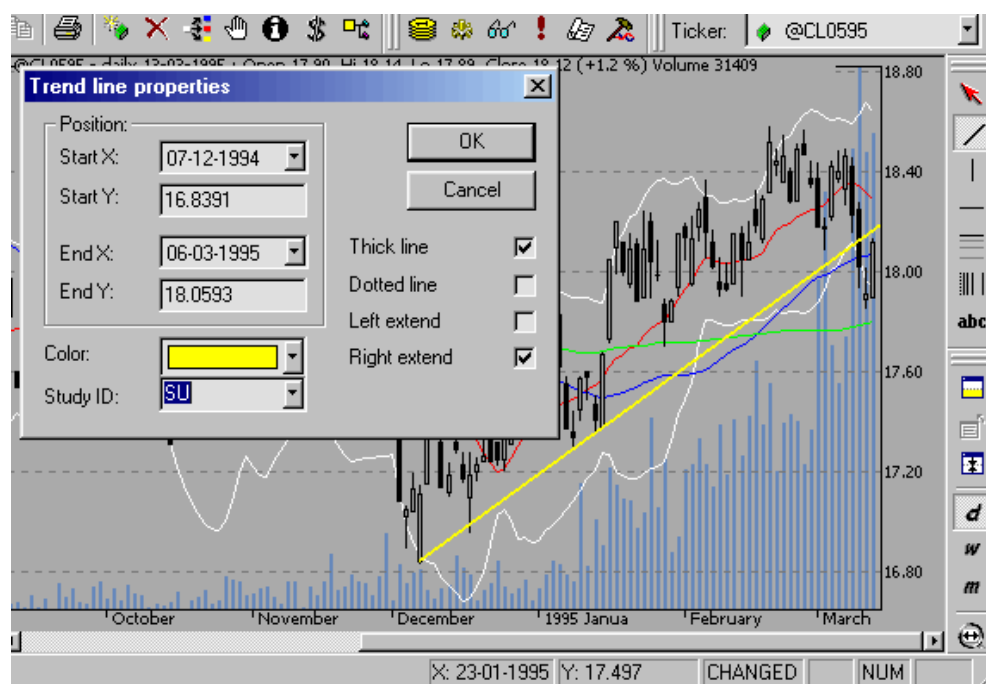 Ticker: @CL0595
@CL0595 - daily 13-03-1995 : Open 17.90, Hi 18.14, Lo 17.89, Close 18.12 (+1.2 %) Volume 31409
Trend line properties
Position:
Start X: 07-12-1994
Start Y: 16.8391
End X: 06-03-1995
End Y: 18.0593
Color:
Study ID: SU
OK
Cancel
Thick line
Dotted line
Left extend
Right extend
18.80
18.40
18.00
17.60
17.20
16.80
abc
d
w
m
October November December 1995 Janua February March
X: 23-01-1995 Y: 17.497 CHANGED NUM